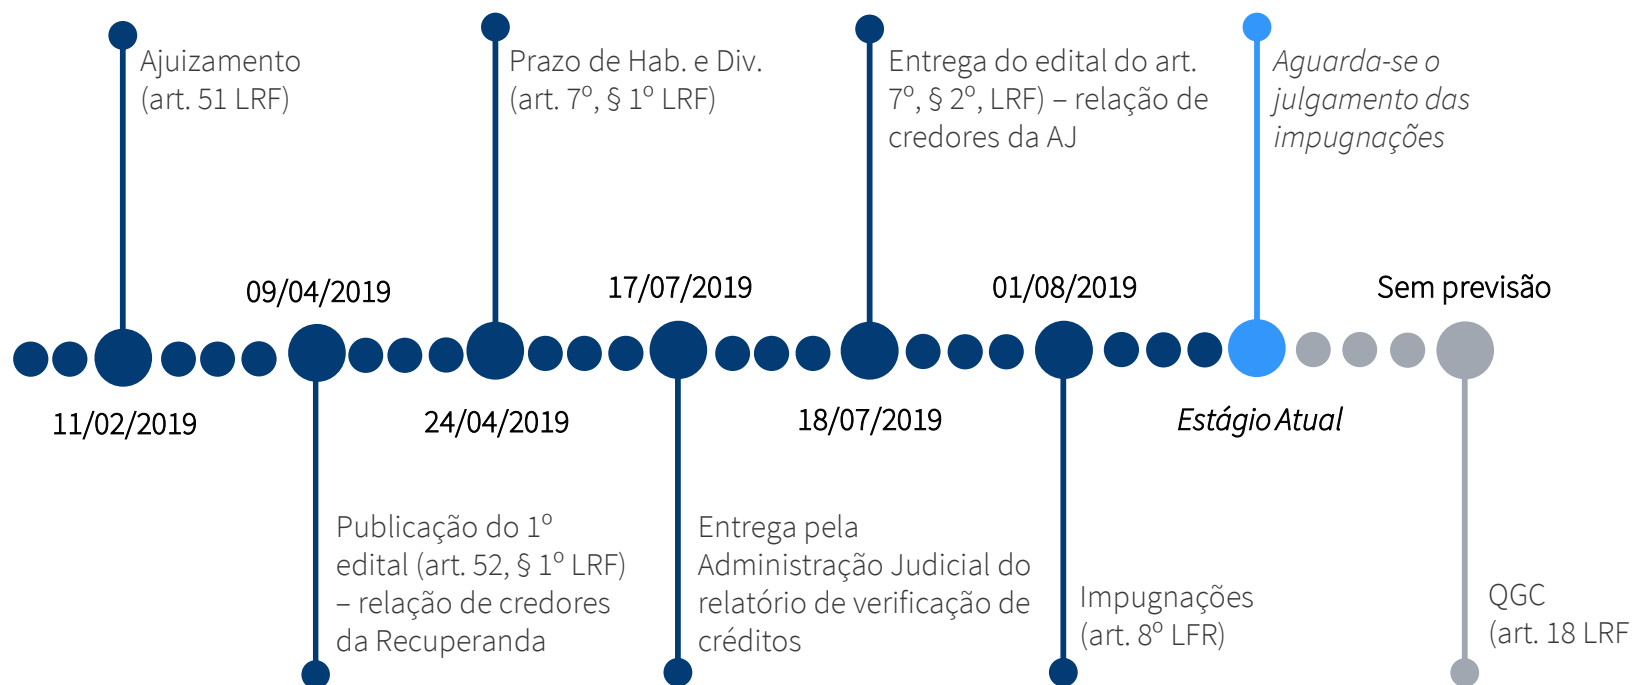 Ajuizamento
(art. 51 LRF)
Prazo de Hab. e Div.
(art. 7º, § 1º LRF)
Entrega do edital do art.
7º, § 2º, LRF) – relação de
credores da AJ
Aguarda-se o
julgamento das
impugnações
09/04/2019
17/07/2019
01/08/2019
Sem previsão
11/02/2019
24/04/2019
18/07/2019
Estágio Atual
Publicação do 1º
edital (art. 52, § 1º LRF)
– relação de credores
da Recuperanda
Entrega pela
Administração Judicial do
relatório de verificação de
créditos
Impugnações
(art. 8º LFR)
QGC
(art. 18 LRF